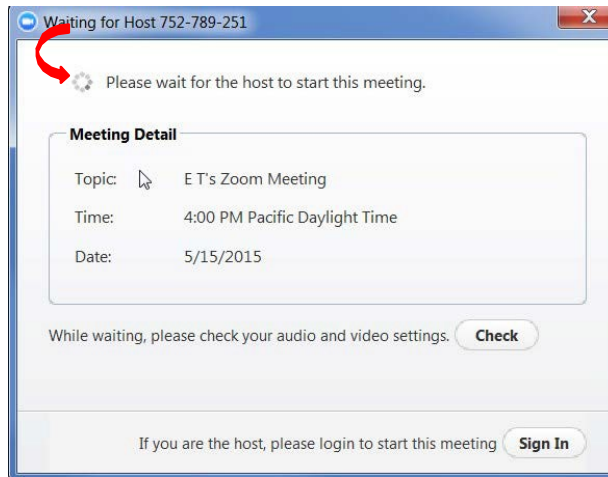 Waiting for Host 752-789-251
Please wait for the host to start this meeting.
Meeting Detail
Topic: E T's Zoom Meeting
Time: 4:00 PM Pacific Daylight Time
Date: 5/15/2015
While waiting, please check your audio and video settings. Check
If you are the host, please login to start this meeting Sign In